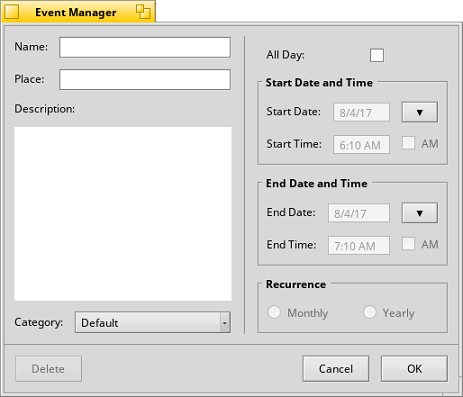 Event Manager
Name:
Place:
Description:
Category: Default
All Day:
Start Date and Time
Start Date: 8/4/17 ▼
Start Time: 6:10 AM AM
End Date and Time
End Date: 8/4/17 ▼
End Time: 7:10 AM AM
Recurrence
Monthly Yearly
Delete Cancel OK